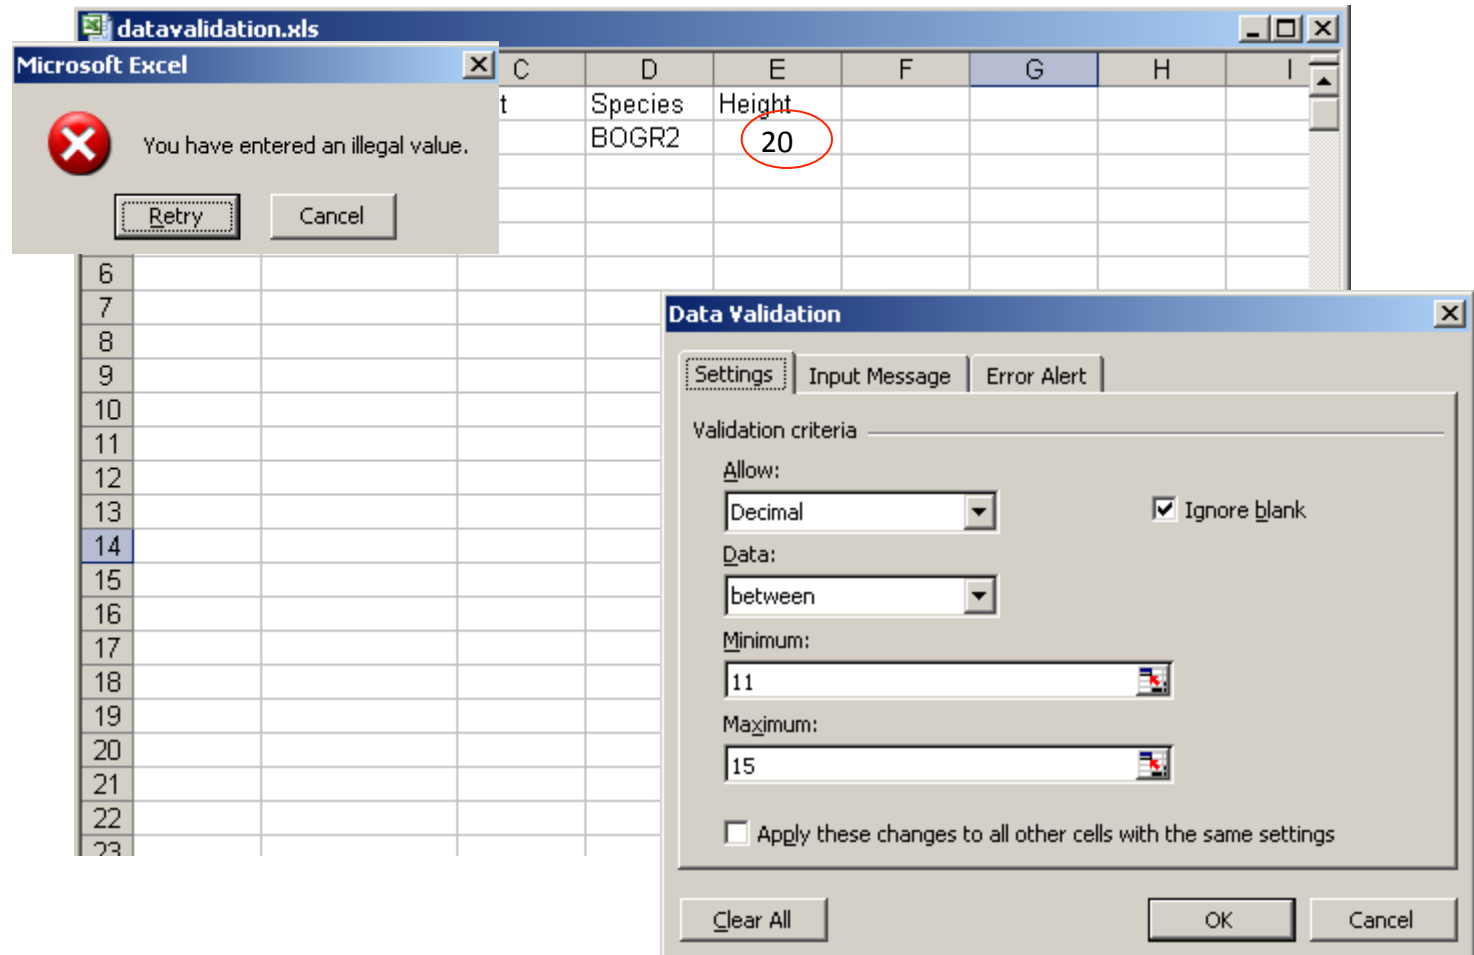 datavalidation.xls
Microsoft Excel
C D E F G H I
t Species Height
You have entered an illegal value.
BOGR2 20
Retry Cancel
6
7
Data Validation
8
9
Settings Input Message Error Alert
10
11
Validation criteria
12
Allow:
13
Decimal Ignore blank
14
Data:
15
between
16
17
Minimum:
18
11
19
Maximum:
20
15
21
22
Apply these changes to all other cells with the same settings
23
Clear All OK Cancel